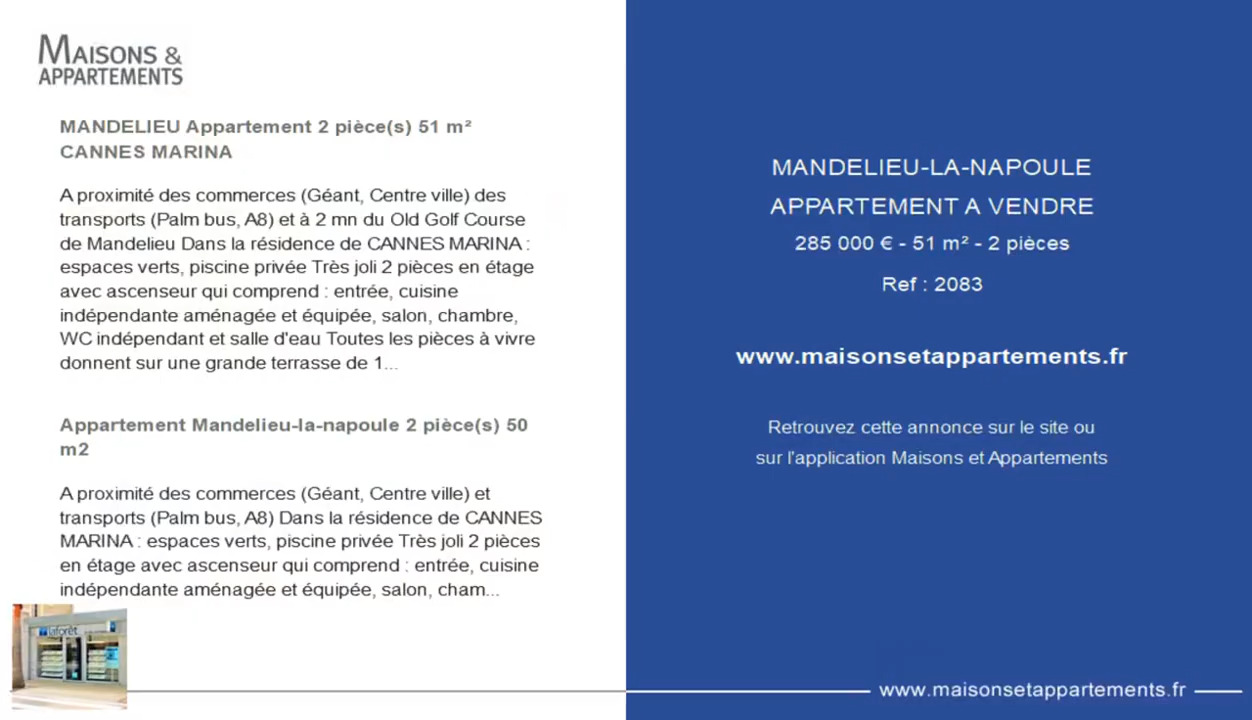 MAISONS &
APPARTEMENTS
MANDELIEU Appartement 2 pièce(s) 51 m²
CANNES MARINA
A proximité des commerces (Géant, Centre ville) des
transports (Palm bus, A8) et à 2 mn du Old Golf Course
de Mandelieu Dans la résidence de CANNES MARINA :
espaces verts, piscine privée Très joli 2 pièces en étage
avec ascenseur qui comprend : entrée, cuisine
indépendante aménagée et équipée, salon, chambre,
WC indépendant et salle d'eau Toutes les pièces à vivre
donnent sur une grande terrasse de 1...
Appartement Mandelieu-la-napoule 2 pièce(s) 50
m2
A proximité des commerces (Géant, Centre ville) et
transports (Palm bus, A8) Dans la résidence de CANNES
MARINA : espaces verts, piscine privée Très joli 2 pièces
en étage avec ascenseur qui comprend : entrée, cuisine
indépendante aménagée et équipée, salon, cham...
laforêt
MANDELIEU-LA-NAPOULE
APPARTEMENT A VENDRE
285 000 € - 51 m² - 2 pièces
Ref : 2083
www.maisonsetappartements.fr
Retrouvez cette annonce sur le site ou
sur l'application Maisons et Appartements
www.maisonsetappartements.fr